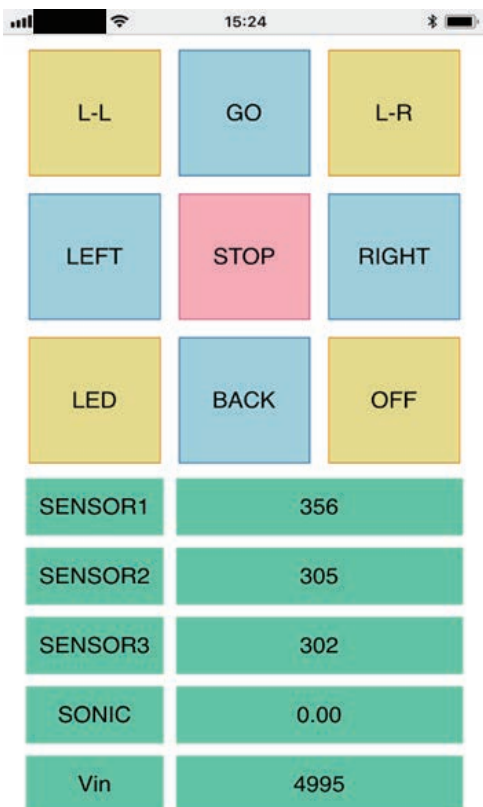 15:24
L-L GO L-R
LEFT STOP RIGHT
LED BACK OFF
SENSOR1 356
SENSOR2 305
SENSOR3 302
SONIC 0.00
Vin 4995